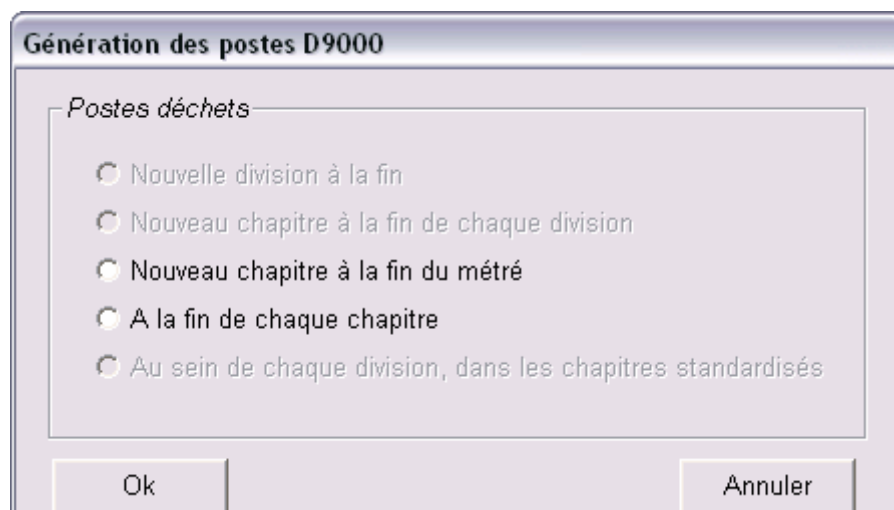 Génération des postes D9000
Postes déchets
Nouvelle division à la fin
Nouveau chapitre à la fin de chaque division
Nouveau chapitre à la fin du métré
A la fin de chaque chapitre
Au sein de chaque division, dans les chapitres standardisés
Ok
Annuler